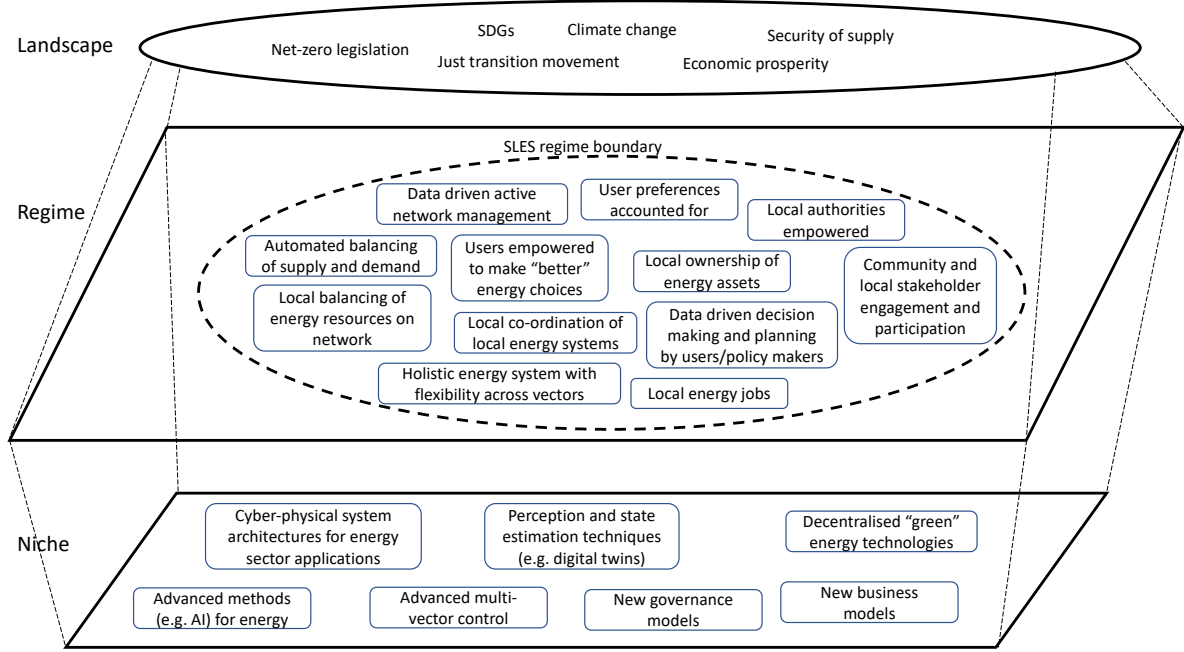 Landscape
SDGs
Climate change
Net-zero legislation
Security of supply
Just transition movement
Economic prosperity
SLES regime boundary
Regime
Data driven active
network management
User preferences
accounted for
Local authorities
empowered
Automated balancing
of supply and demand
Users empowered
to make “better”
energy choices
Local ownership of
energy assets
Community and
local stakeholder
engagement and
participation
Local balancing of
energy resources on
network
Local co-ordination of
local energy systems
Data driven decision
making and planning
by users/policy makers
Holistic energy system with
flexibility across vectors
Local energy jobs
Niche
Cyber-physical system
architectures for energy
sector applications
Perception and state
estimation techniques
(e.g. digital twins)
Decentralised “green”
energy technologies
Advanced methods
(e.g. AI) for energy
Advanced multi-
vector control
New governance
models
New business
models